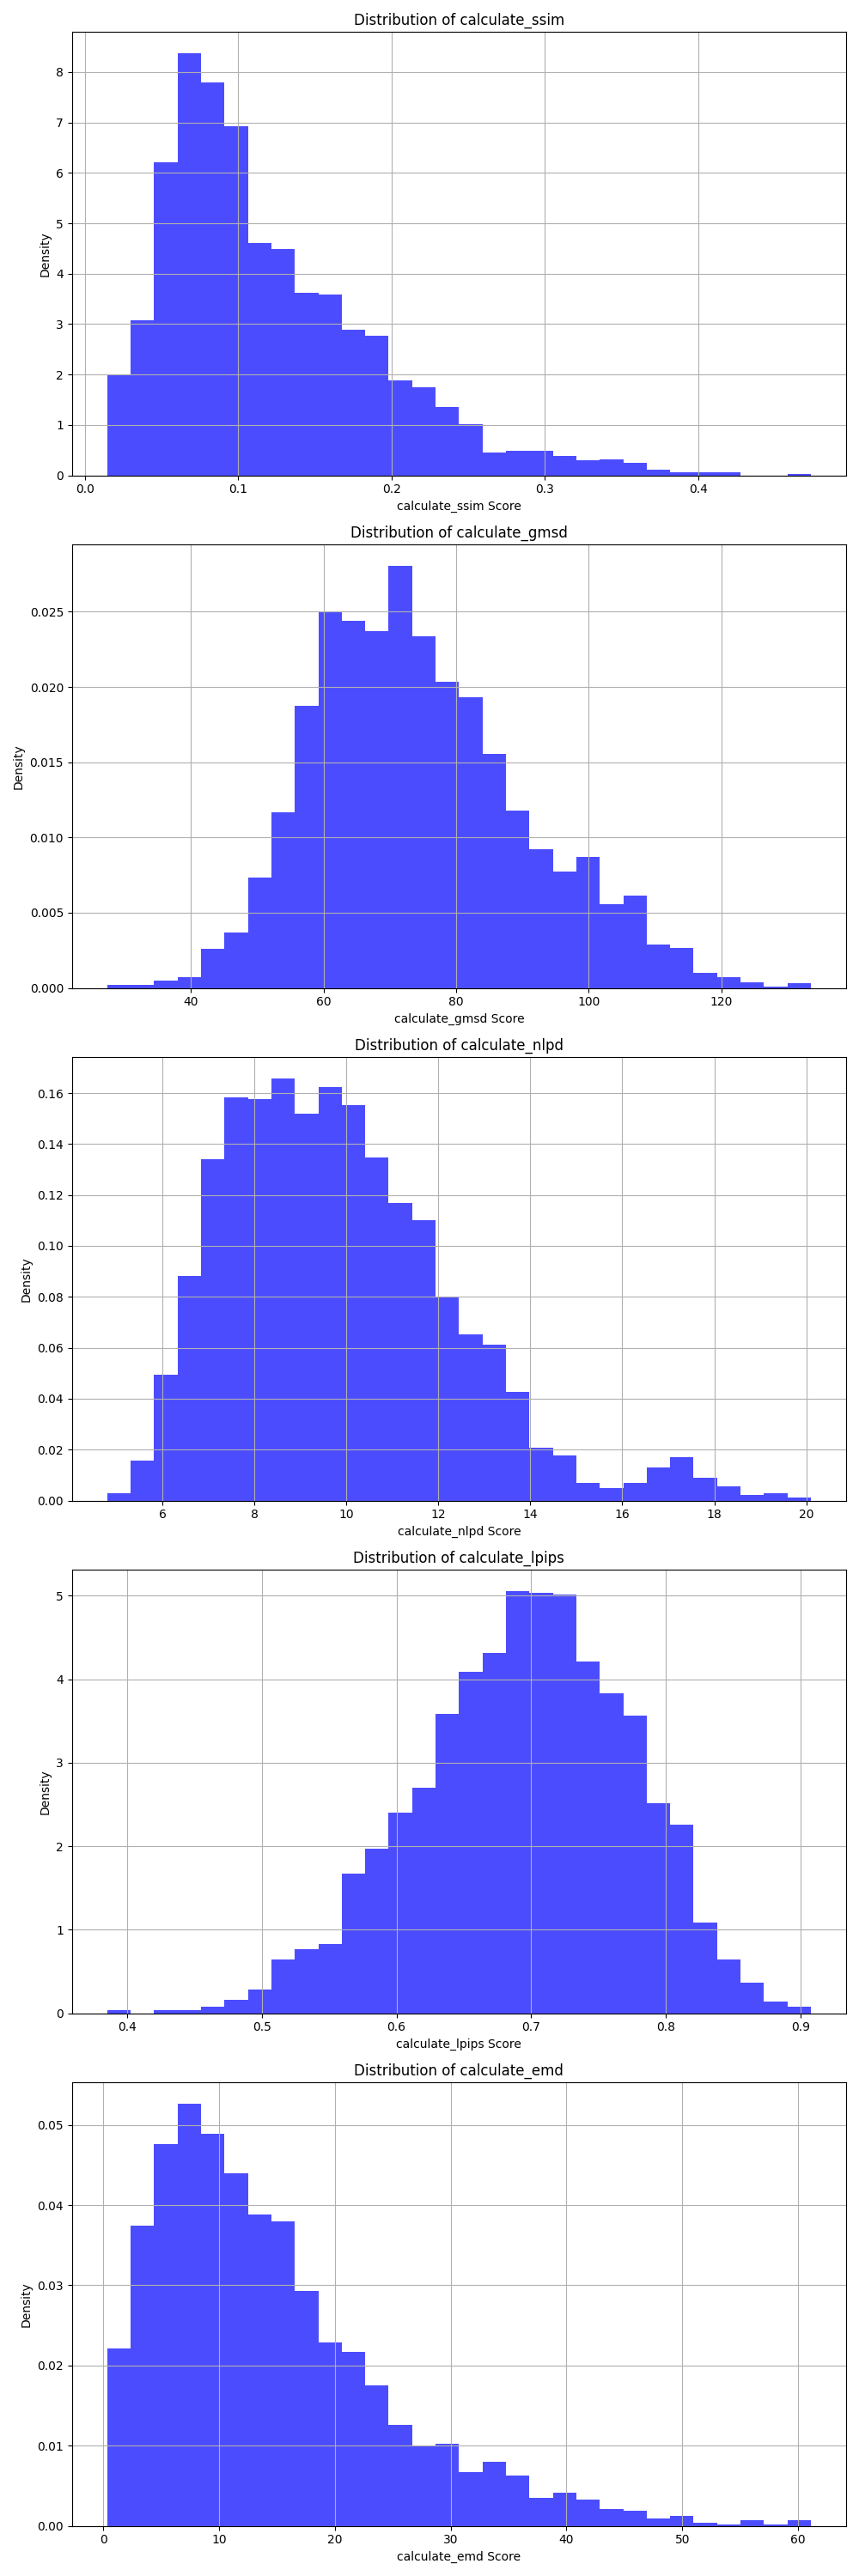 Distribution of calculate_ssim
8
7
6
5
4
3
2
1
0
Density
0.0 0.1 0.2 0.3 0.4
calculate_ssim Score
Distribution of calculate_gmsd
0.025
0.020
0.015
0.010
0.005
0.000
Density
40 60 80 100 120
calculate_gmsd Score
Distribution of calculate_nlpd
0.16
0.14
0.12
0.10
0.08
0.06
0.04
0.02
0.00
Density
6 8 10 12 14 16 18 20
calculate_nlpd Score
Distribution of calculate_lpips
5
4
3
2
1
0
Density
0.4 0.5 0.6 0.7 0.8 0.9
calculate_lpips Score
Distribution of calculate_emd
0.05
0.04
0.03
0.02
0.01
0.00
Density
0 10 20 30 40 50 60
calculate_emd Score